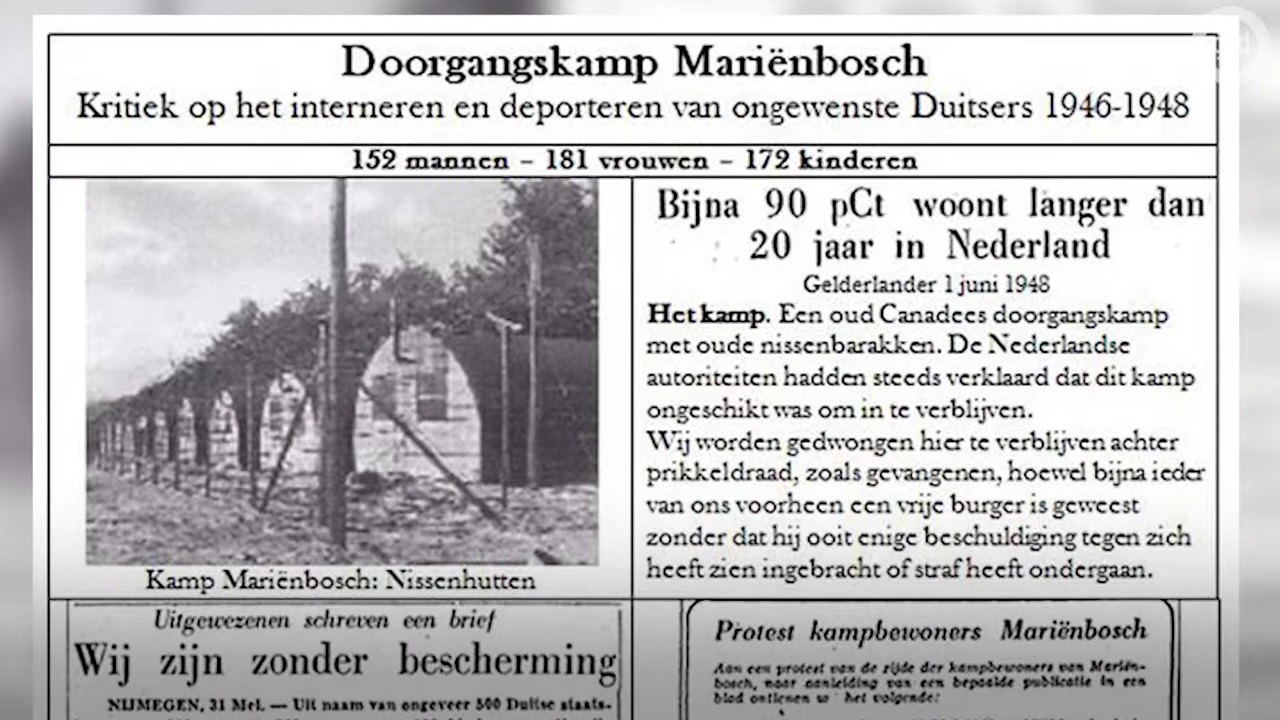 Doorgangskamp Mariënbosch
Kritiek op het interneren en deporteren van ongewenste Duitsers 1946-1948
152 mannen – 181 vrouwen – 172 kinderen
Kamp Mariënbosch: Nissenhutten
Bijna 90 pCt woont langer dan
20 jaar in Nederland
Gelderlander 1 juni 1948
Het kamp. Een oud Canadees doorgangskamp
met oude nissenbarakken. De Nederlandse
autoriteiten hadden steeds verklaard dat dit kamp
ongeschikt was om in te verblijven.
Wij worden gedwongen hier te verblijven achter
prikkeldraad, zoals gevangenen, hoewel bijna ieder
van ons voorheen een vrije burger is geweest
zonder dat hij ooit enige beschuldiging tegen zich
heeft zien ingebracht of straf heeft ondergaan.
Uitgewezenen schreven een brief
Wij zijn zonder bescherming
NIJMEGEN, 31 Mei. — Uit naam van ongeveer 500 Duitse staats-
Protest kampbewoners Mariënbosch
Aan een protest van de zijde der kampbewoners van Mariën-
bosch, naar aanleiding van een bepaalde publicatie in een
blad ontlenen we het volgende: